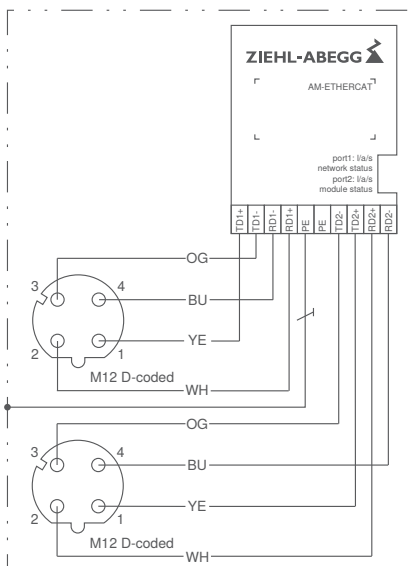 ZIEHL-ABEGG
AM-ETHERCAT
port1: l/a/s
network status
port2: l/a/s
module status
TD1+ TD1- RD1- RD1+ PE PE TD2- TD2+ RD2+ RD2-
OG
3 4
BU
YE
2 1
M12 D-coded
WH
OG
3 4
BU
YE
2 1
M12 D-coded
WH